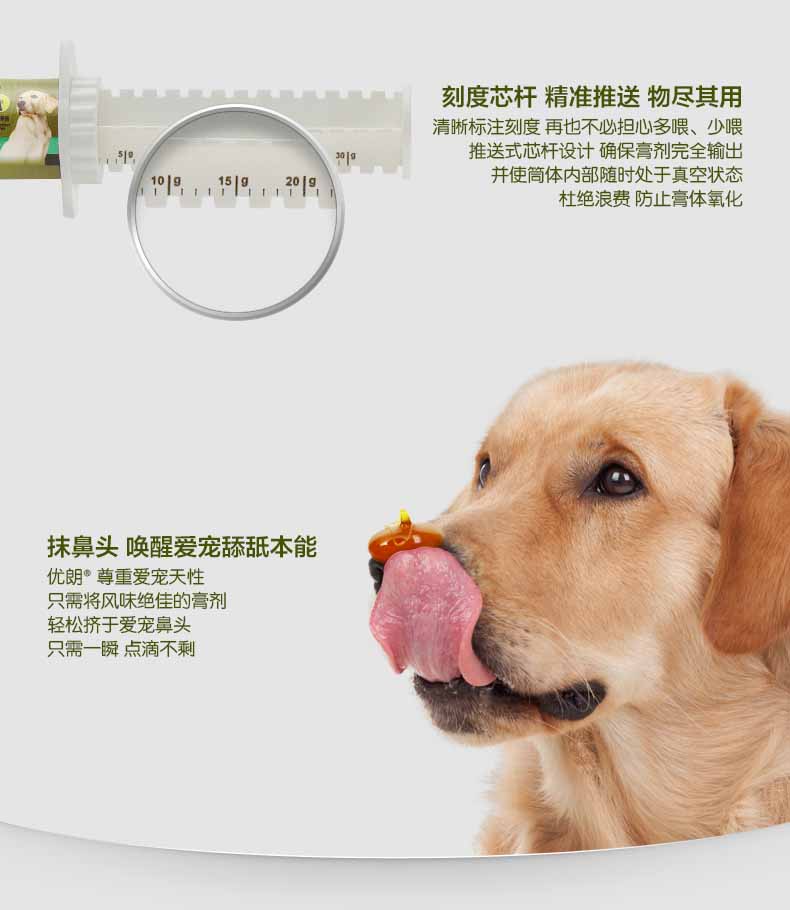 刻度芯杆 精准推送 物尽其用
清晰标注刻度 再也不必担心多喂、少喂
推送式芯杆设计 确保膏剂完全输出
并使筒体内部随时处于真空状态
杜绝浪费 防止膏体氧化
5|g
30|g
10|g 15|g 20|g
抹鼻头 唤醒爱宠舔舐本能
优朗® 尊重爱宠天性
只需将风味绝佳的膏剂
轻松挤于爱宠鼻头
只需一瞬 点滴不剩